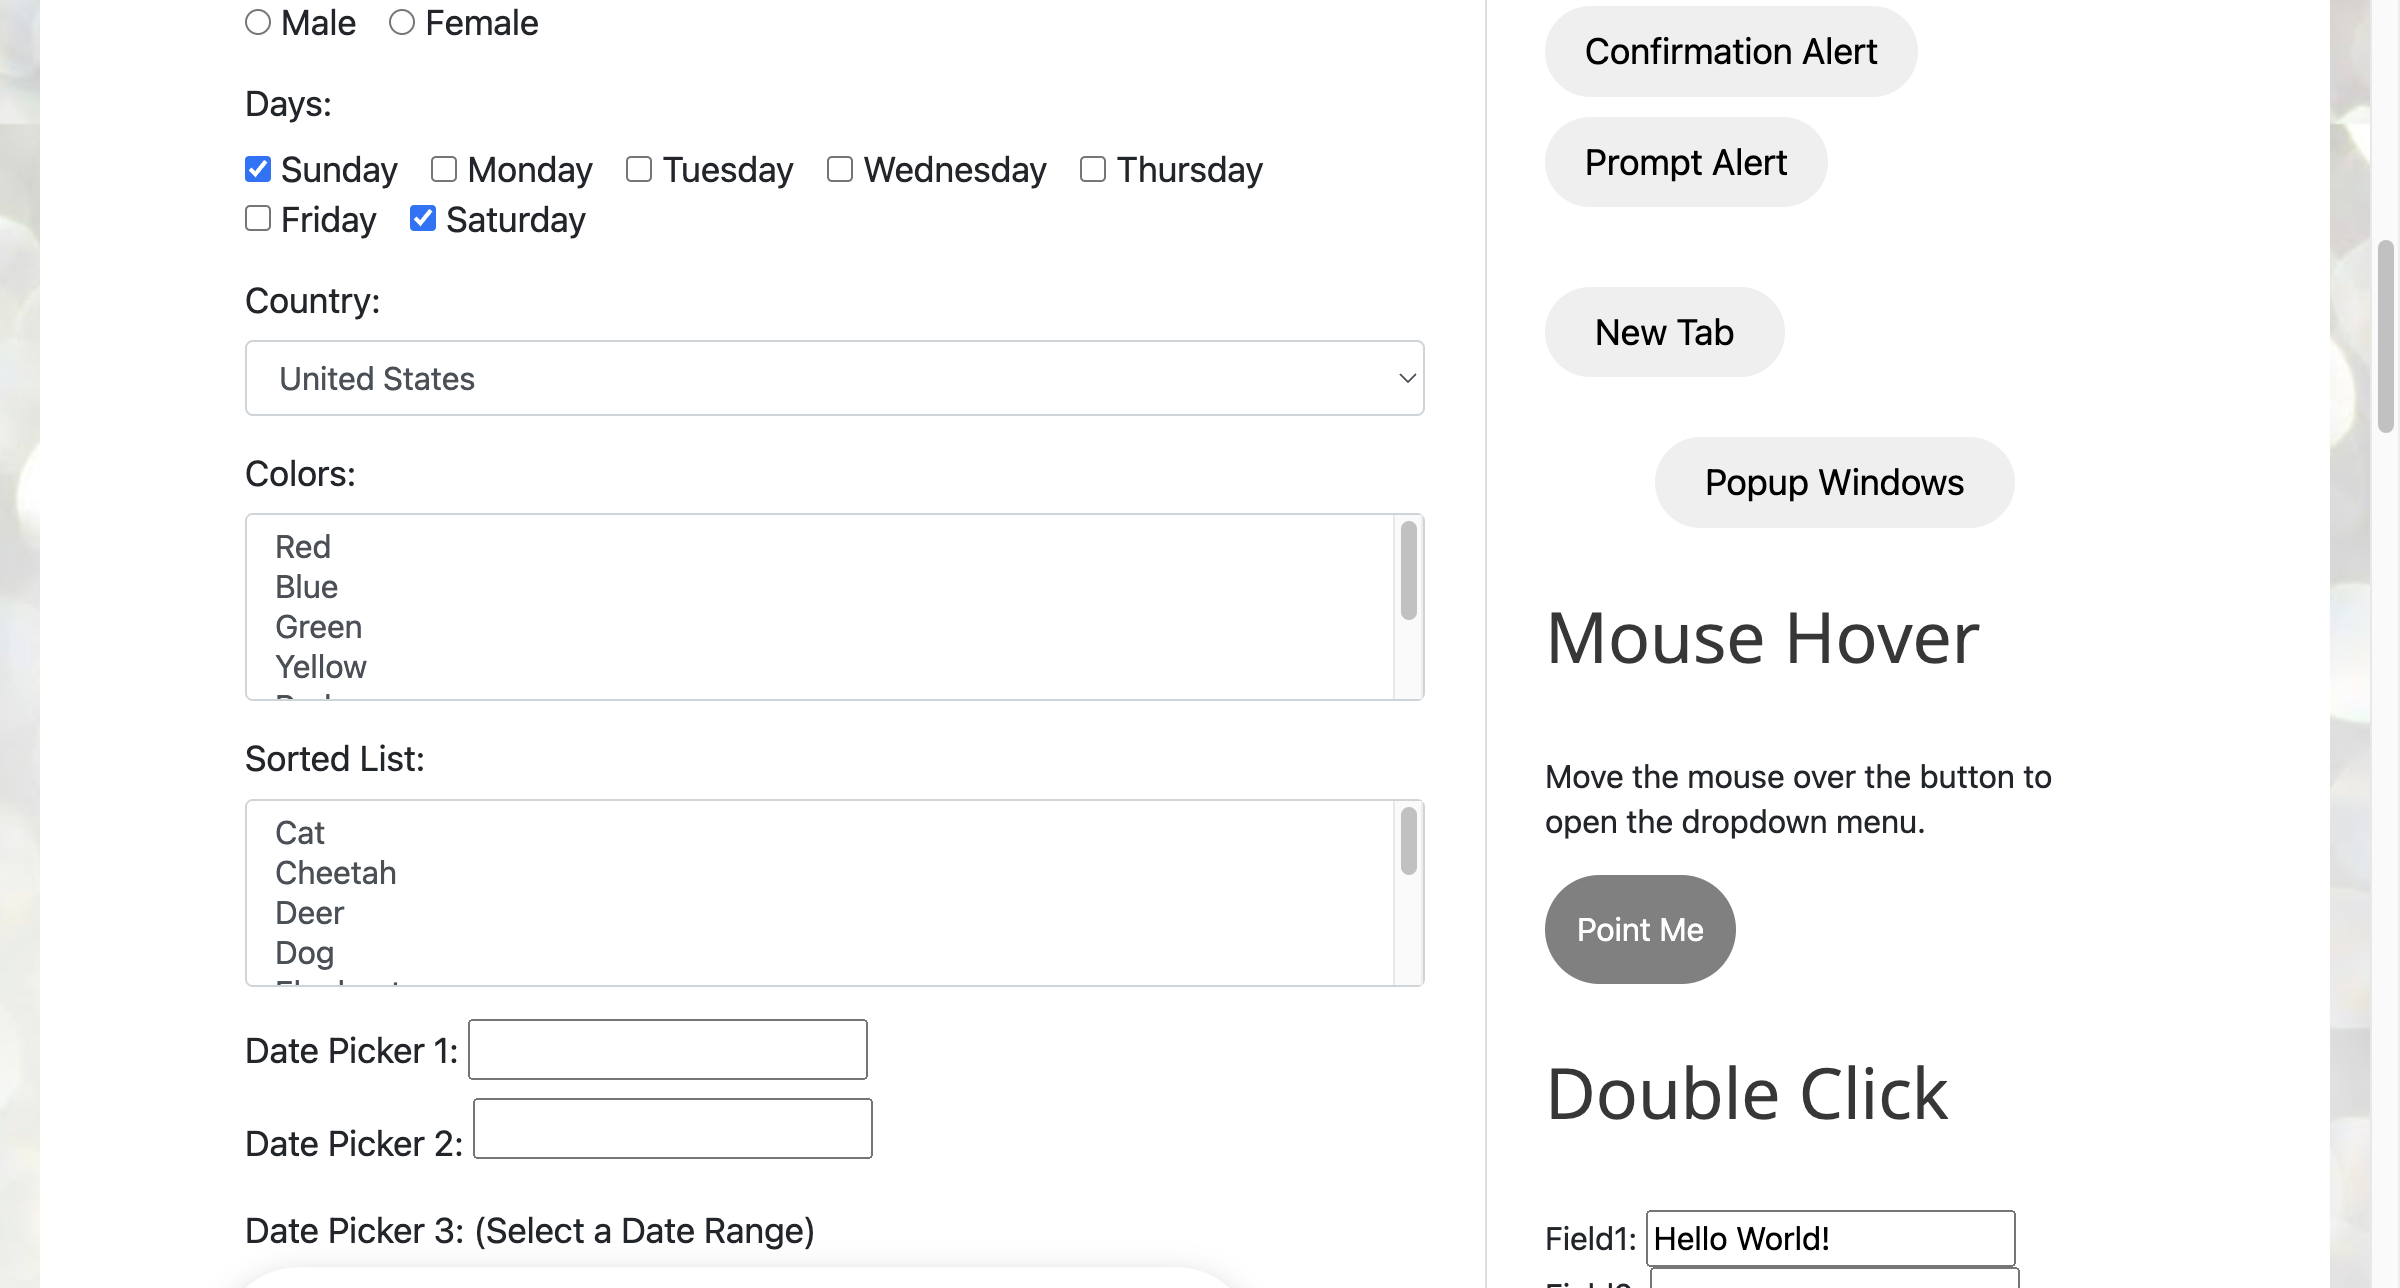 Male Female
Days:
Sunday Monday Tuesday Wednesday Thursday
Friday Saturday
Country:
United States
Colors:
Red
Blue
Green
Yellow
Sorted List:
Cat
Cheetah
Deer
Dog
Date Picker 1:
Date Picker 2:
Date Picker 3: (Select a Date Range)
Confirmation Alert
Prompt Alert
New Tab
Popup Windows
Mouse Hover
Move the mouse over the button to
open the dropdown menu.
Point Me
Double Click
Field1: Hello World!